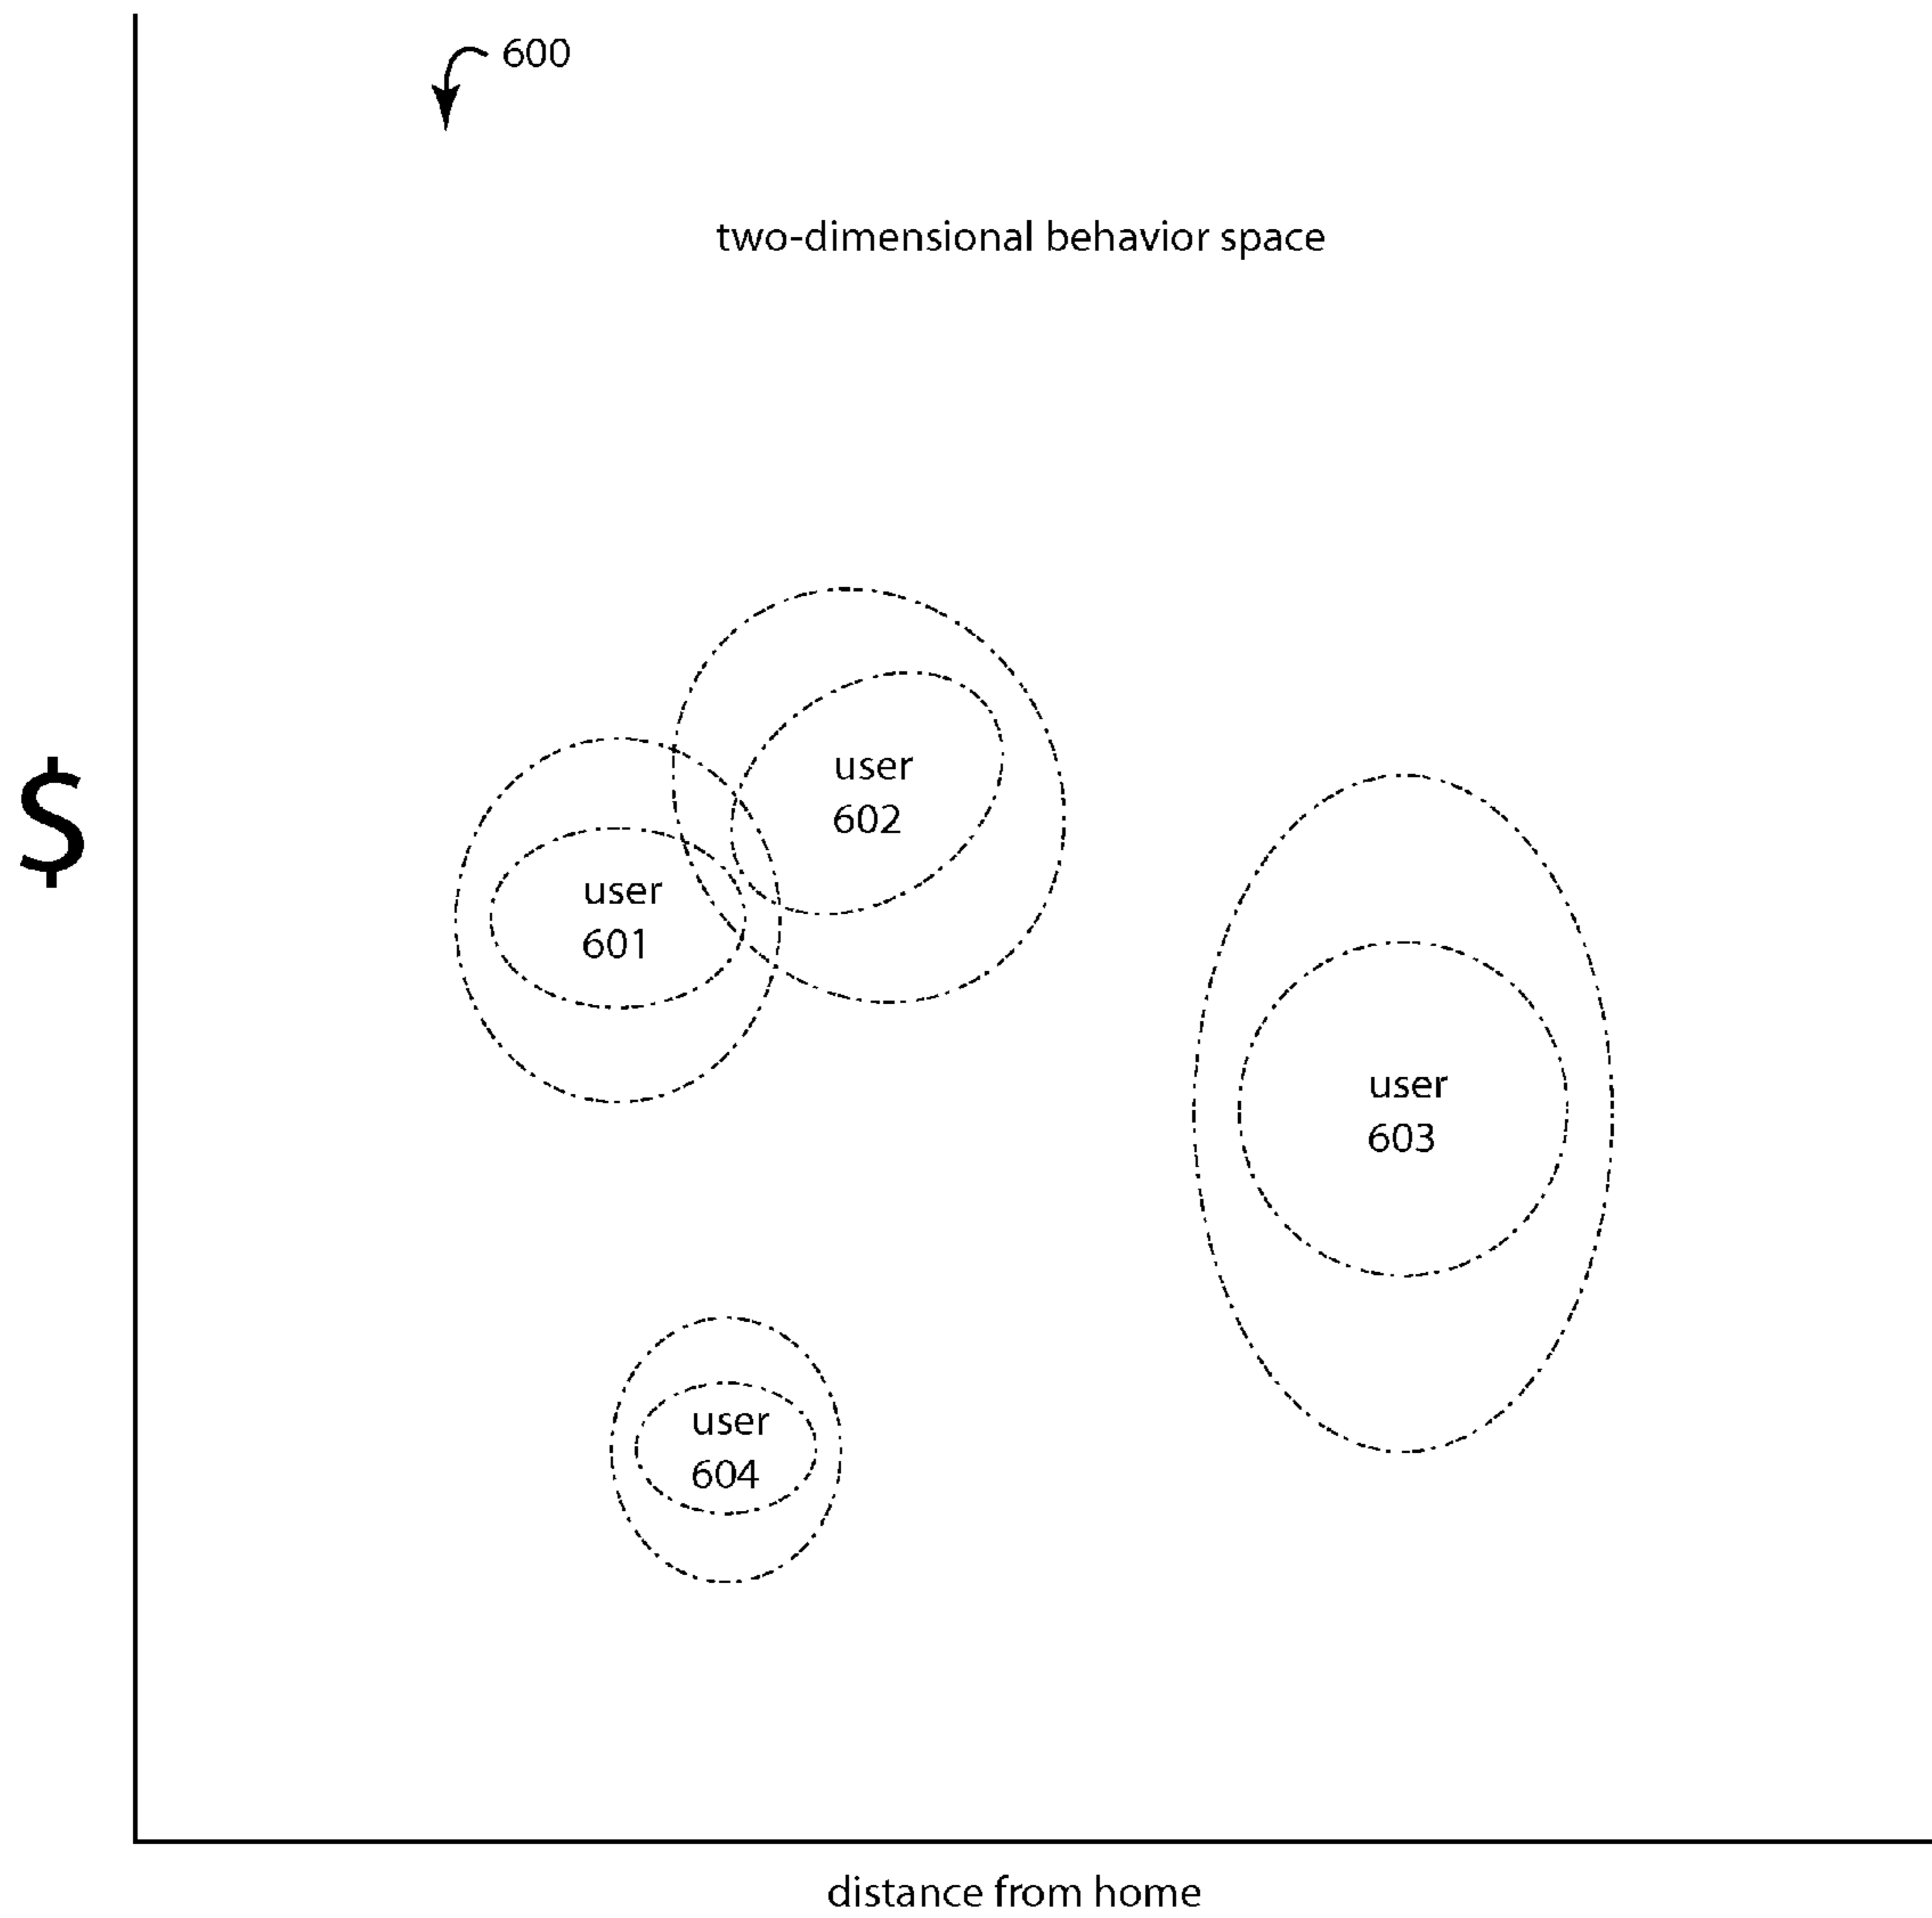 600
two-dimensional behavior space
$
user
602
user
601
user
603
user
604
distance from home